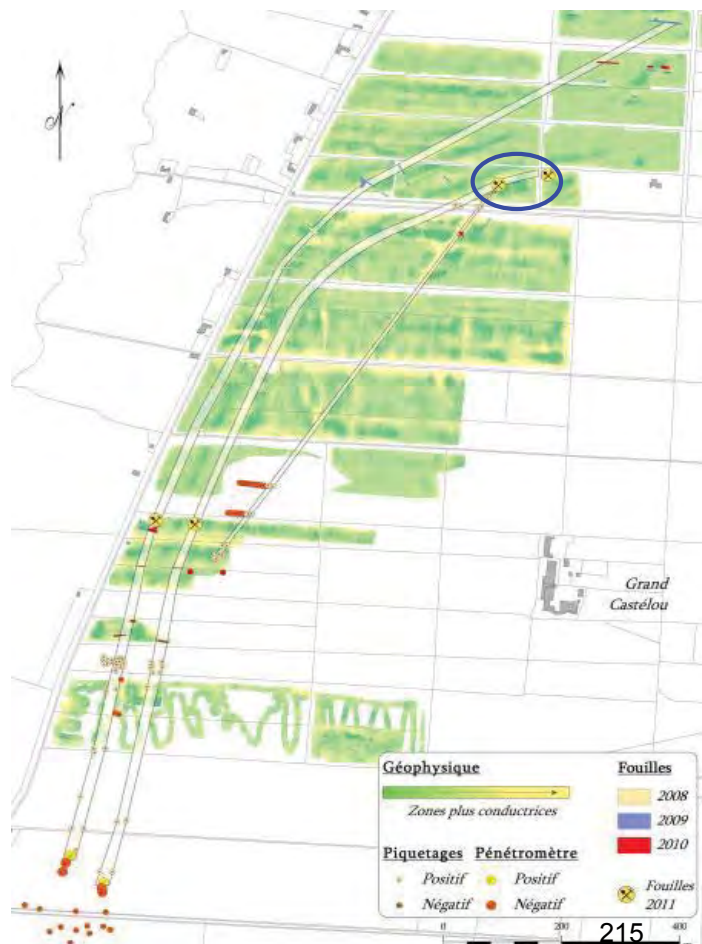 N
Grand
Castélou
Géophysique
Zones plus conductrices
Piquetages
Positif
Négatif
Pénétromètre
Positif
Négatif
Fouilles
2008
2009
2010
Fouilles
2011
0
200
400
215